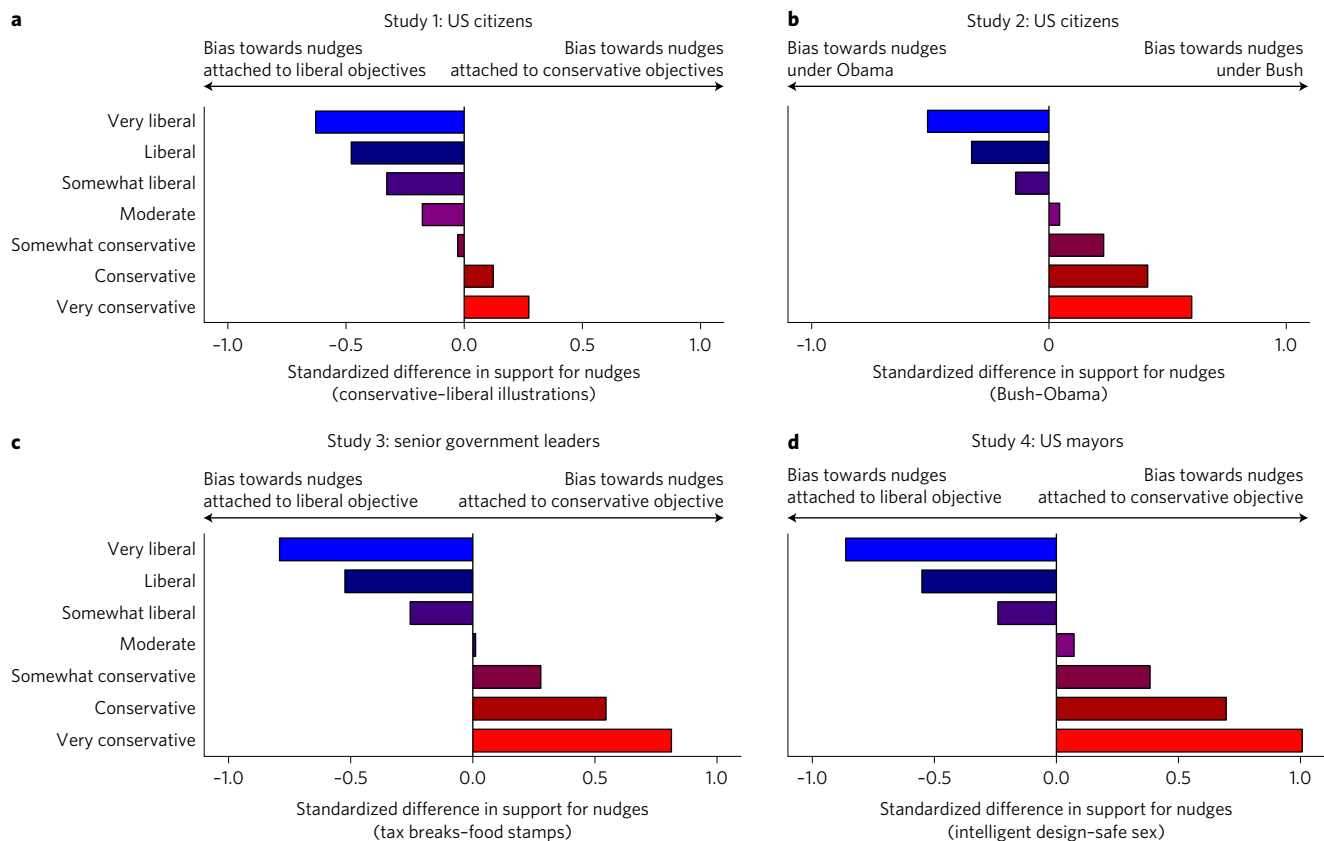 a
Study 1: US citizens
Bias towards nudges
attached to liberal objectives
Bias towards nudges
attached to conservative objectives
Very liberal
Liberal
Somewhat liberal
Moderate
Somewhat conservative
Conservative
Very conservative
–1.0
–0.5
0.0
0.5
1.0
Standardized difference in support for nudges
(conservative–liberal illustrations)
b
Study 2: US citizens
Bias towards nudges
under Obama
Bias towards nudges
under Bush
–1.0
0
1.0
Standardized difference in support for nudges
(Bush–Obama)
c
Study 3: senior government leaders
Bias towards nudges
attached to liberal objective
Bias towards nudges
attached to conservative objective
Very liberal
Liberal
Somewhat liberal
Moderate
Somewhat conservative
Conservative
Very conservative
–1.0
–0.5
0.0
0.5
1.0
Standardized difference in support for nudges
(tax breaks–food stamps)
d
Study 4: US mayors
Bias towards nudges
attached to liberal objective
Bias towards nudges
attached to conservative objective
–1.0
–0.5
0.0
0.5
1.0
Standardized difference in support for nudges
(intelligent design–safe sex)